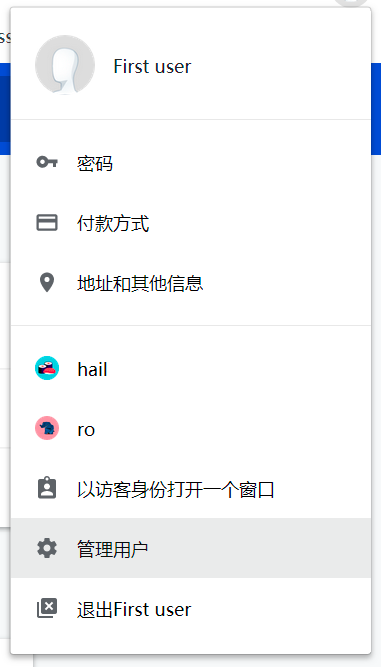 First user
密码
付款方式
地址和其他信息
hail
ro
以访客身份打开一个窗口
管理用户
退出First user